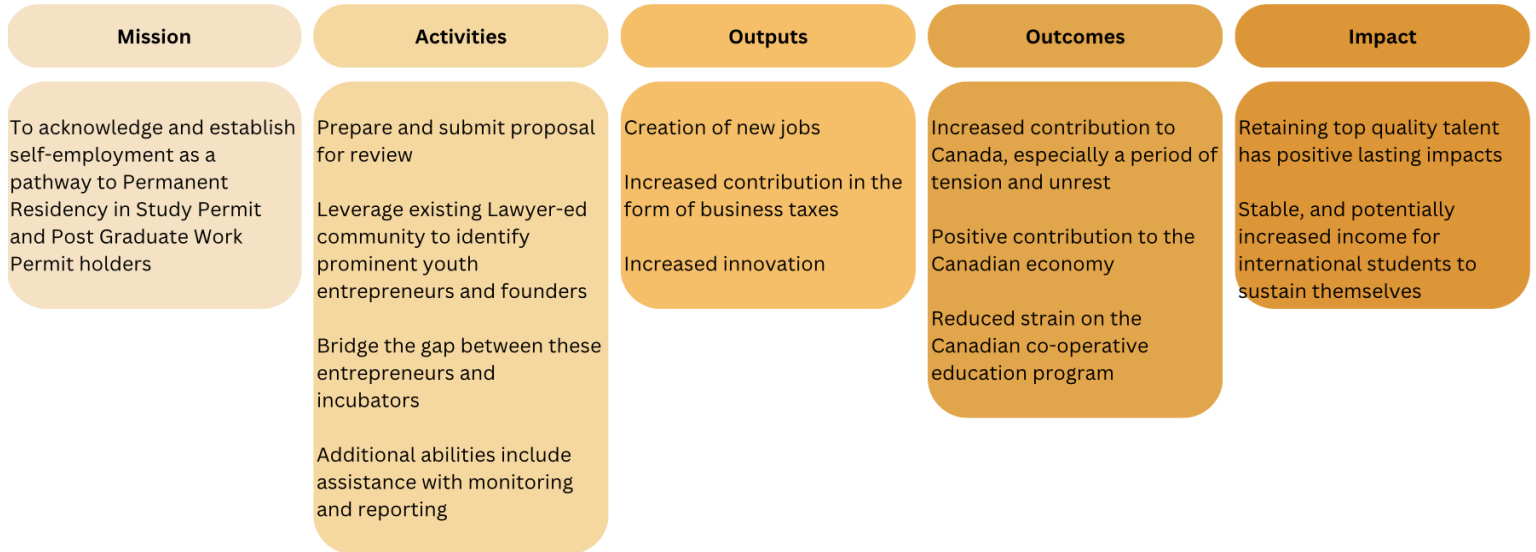 Mission
To acknowledge and establish
self-employment as a
pathway to Permanent
Residency in Study Permit
and Post Graduate Work
Permit holders
Activities
Prepare and submit proposal
for review
Leverage existing Lawyer-ed
community to identify
prominent youth
entrepreneurs and founders
Bridge the gap between these
entrepreneurs and
incubators
Additional abilities include
assistance with monitoring
and reporting
Outputs
Creation of new jobs
Increased contribution in the
form of business taxes
Increased innovation
Outcomes
Increased contribution to
Canada, especially a period of
tension and unrest
Positive contribution to the
Canadian economy
Reduced strain on the
Canadian co-operative
education program
Impact
Retaining top quality talent
has positive lasting impacts
Stable, and potentially
increased income for
international students to
sustain themselves